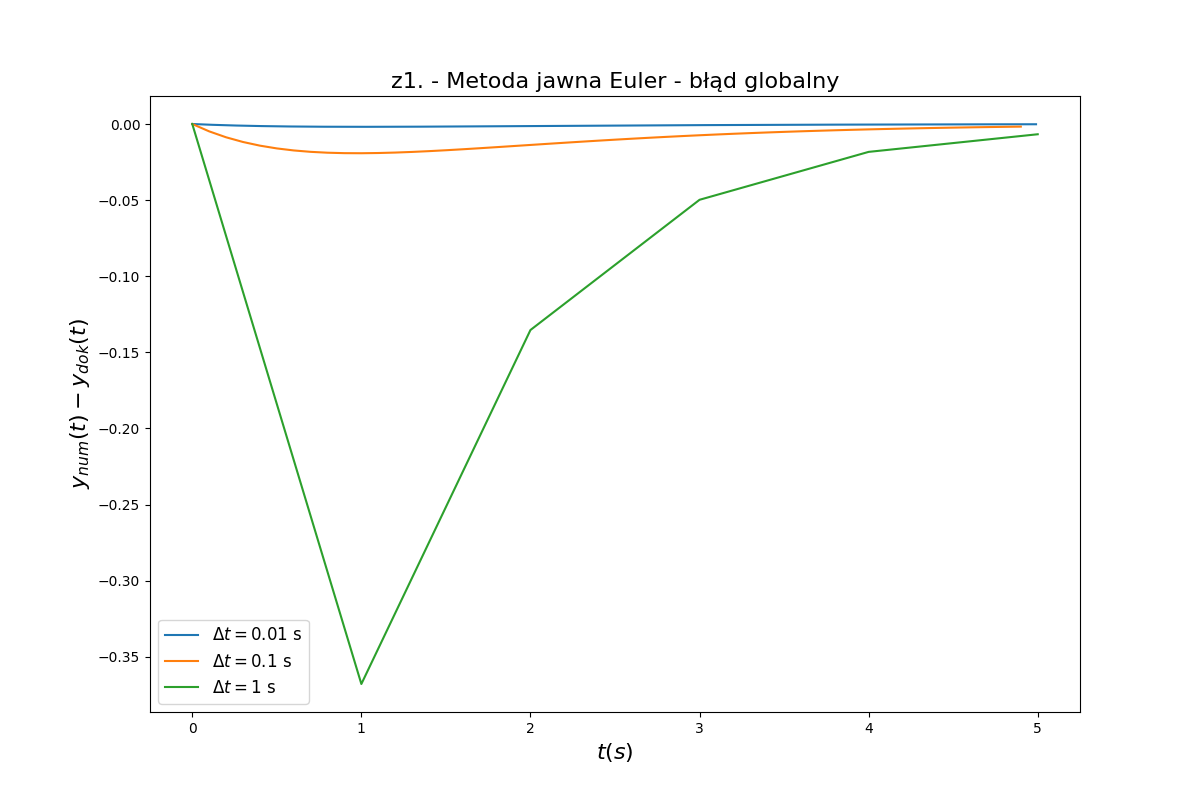 z1. - Metoda jawna Euler - błąd globalny
0.00
−0.05
−0.10
−0.15
−0.20
−0.25
−0.30
−0.35
y_num(t) − y_dok(t)
Δt = 0.01 s
Δt = 0.1 s
Δt = 1 s
0 1 2 3 4 5
t(s)